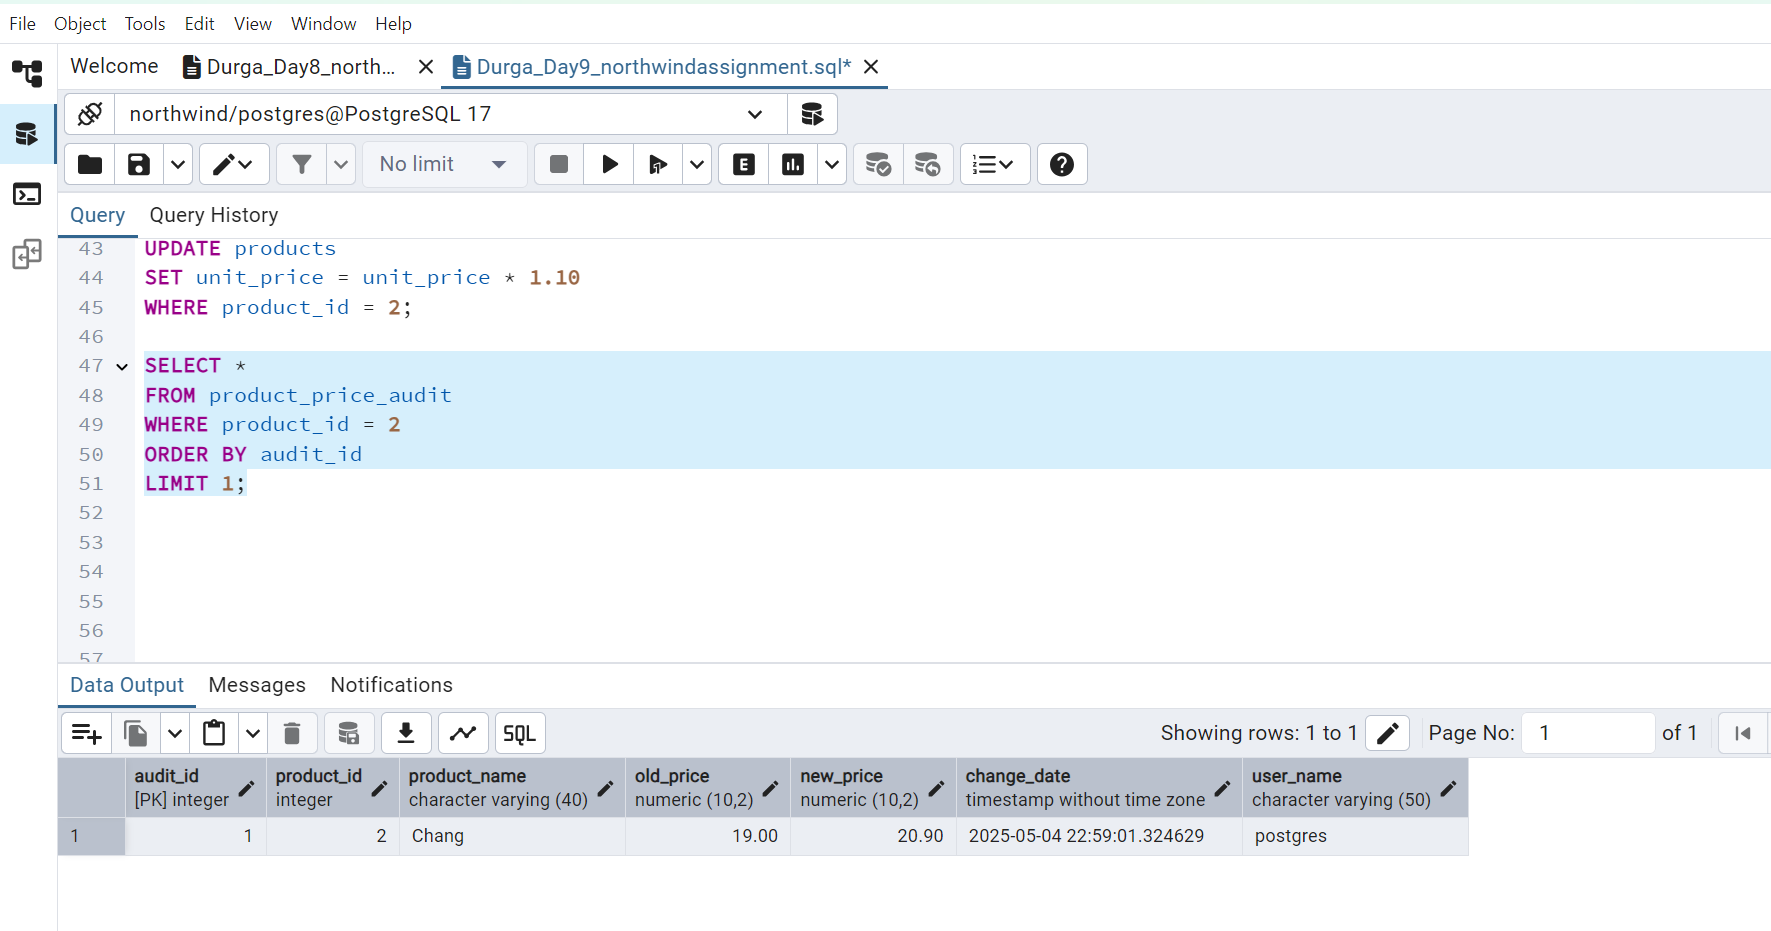 File Object Tools Edit View Window Help
Welcome Durga_Day8_north... Durga_Day9_northwindassignment.sql*
northwind/postgres@PostgreSQL 17
No limit E
Query Query History
43 UPDATE products
44 SET unit_price = unit_price * 1.10
45 WHERE product_id = 2;
46
47 SELECT *
48 FROM product_price_audit
49 WHERE product_id = 2
50 ORDER BY audit_id
51 LIMIT 1;
52
53
54
55
56
57
Data Output Messages Notifications
SQL Showing rows: 1 to 1 Page No: 1 of 1
audit_id product_id product_name old_price new_price change_date user_name
[PK] integer integer character varying (40) numeric (10,2) numeric (10,2) timestamp without time zone character varying (50)
1 1 2 Chang 19.00 20.90 2025-05-04 22:59:01.324629 postgres